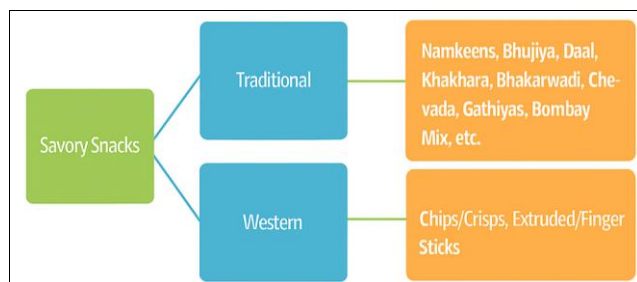 Savory Snacks
Traditional
Namkeens, Bhujiya, Daal,
Khakhara, Bhakarwadi, Che-
vada, Gathiyas, Bombay
Mix, etc.
Western
Chips/Crisps, Extruded/Finger
Sticks